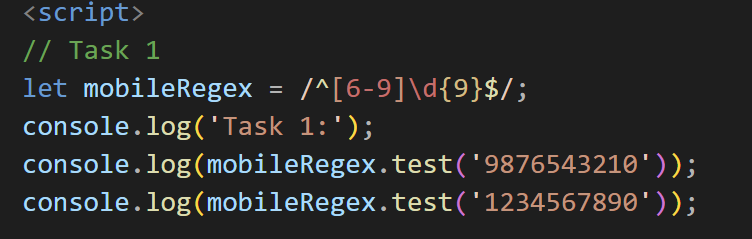 <script>
// Task 1
let mobileRegex = /^[6-9]\d{9}$/;
console.log('Task 1:');
console.log(mobileRegex.test('9876543210'));
console.log(mobileRegex.test('1234567890'));